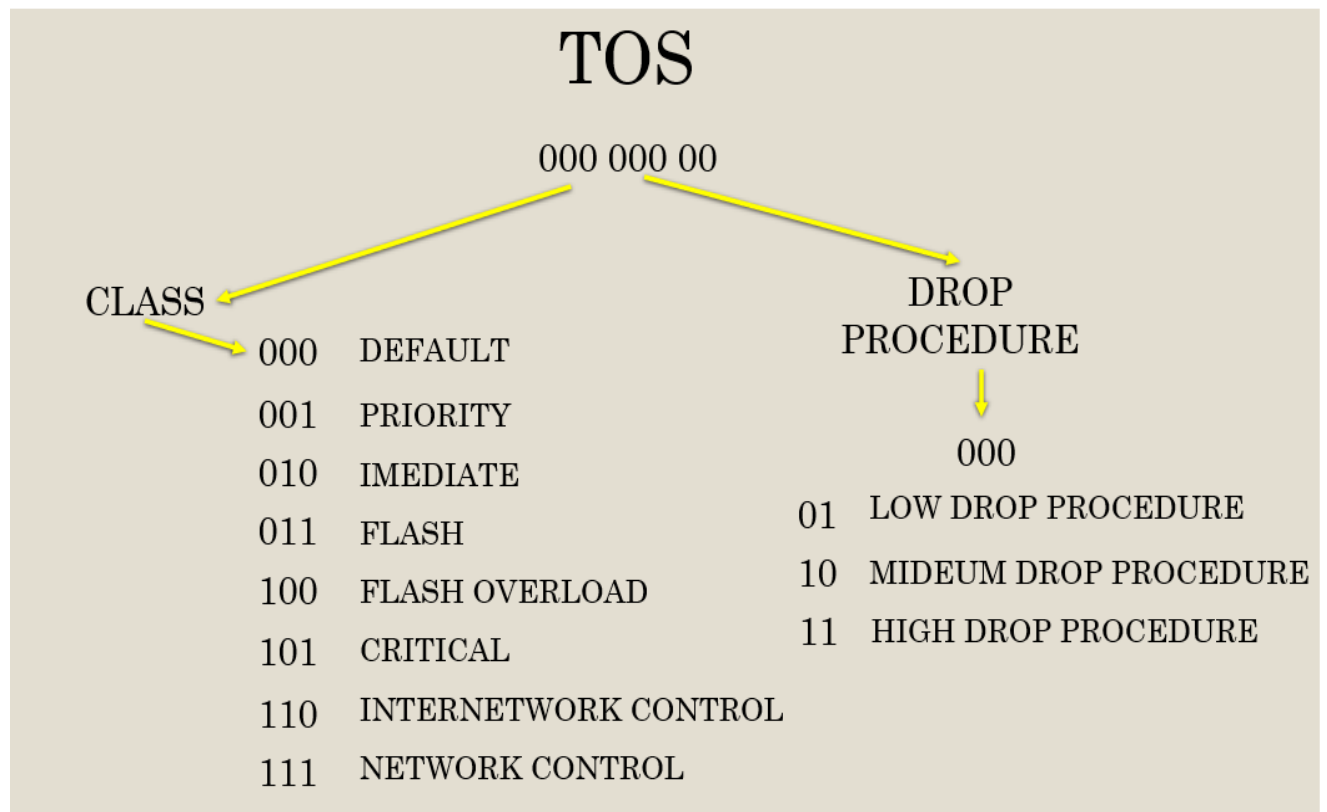 TOS
000 000 00
CLASS
000 DEFAULT
001 PRIORITY
010 IMEDIATE
011 FLASH
100 FLASH OVERLOAD
101 CRITICAL
110 INTERNETWORK CONTROL
111 NETWORK CONTROL
DROP
PROCEDURE
000
01 LOW DROP PROCEDURE
10 MIDEUM DROP PROCEDURE
11 HIGH DROP PROCEDURE